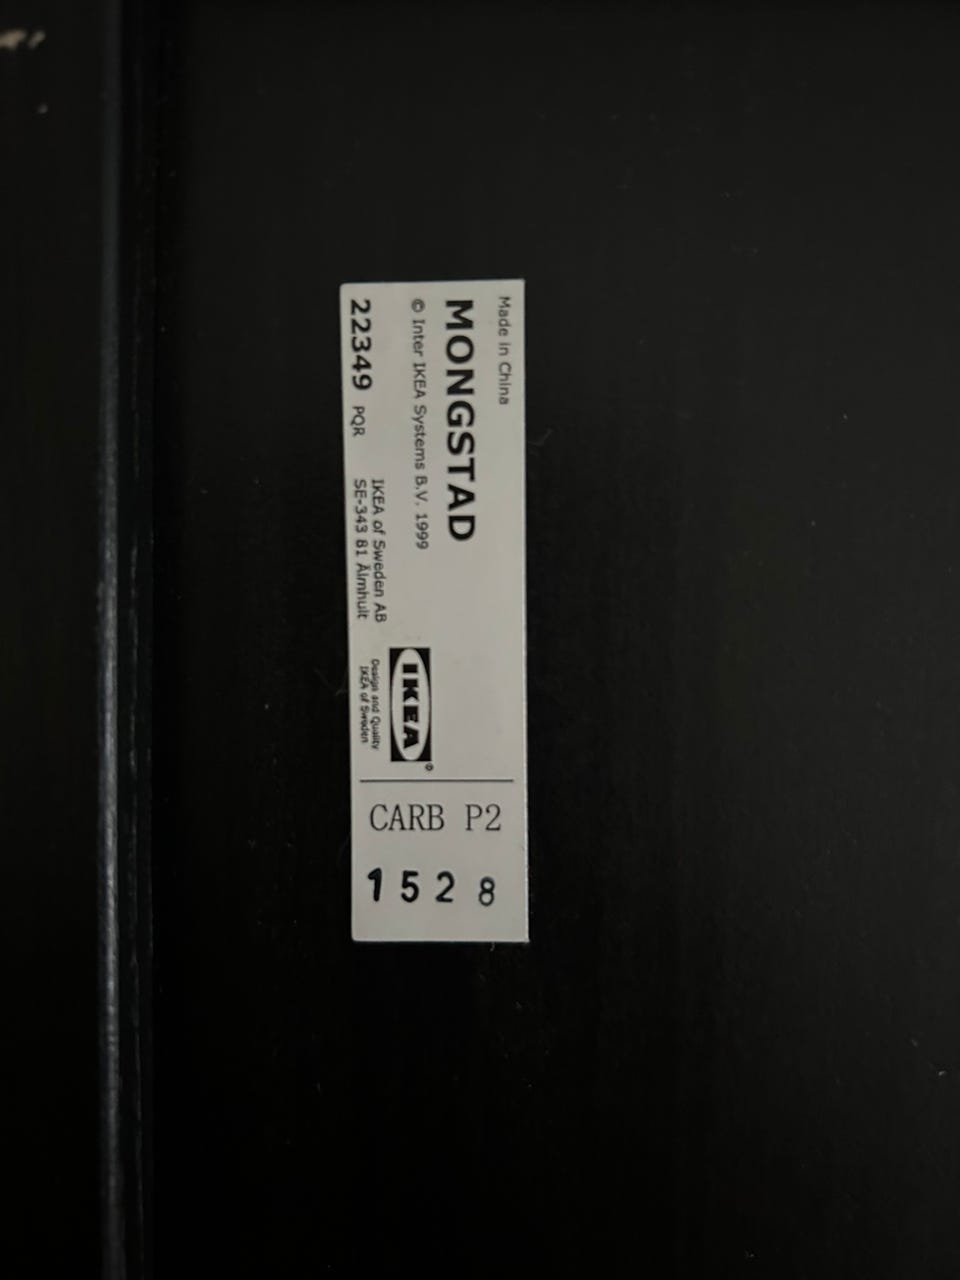 Made in China
MONGSTAD
© Inter IKEA Systems B.V. 1999
22349 PQR
IKEA of Sweden AB
SE-343 81 Älmhult
IKEA®
Design and Quality
IKEA of Sweden
CARB P2
1528